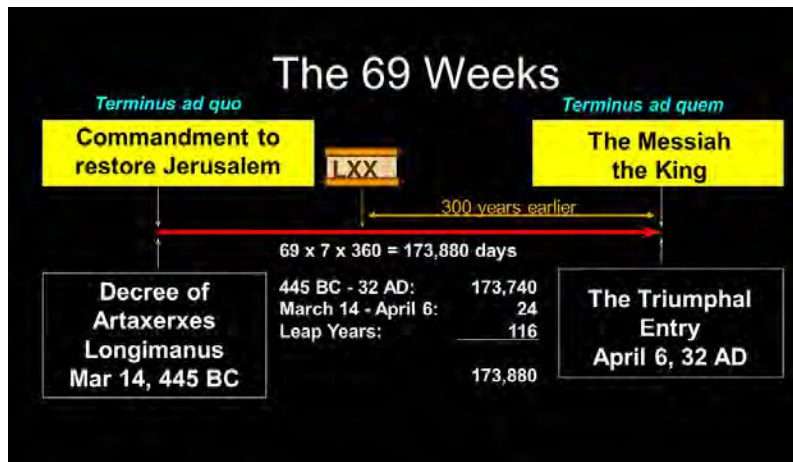 The 69 Weeks
Terminus ad quo
Terminus ad quem
Commandment to
restore Jerusalem
LXX
The Messiah
the King
300 years earlier
69 x 7 x 360 = 173,880 days
Decree of
Artaxerxes
Longimanus
Mar 14, 445 BC
445 BC - 32 AD: 173,740
March 14 - April 6: 24
Leap Years: 116
173,880
The Triumphal
Entry
April 6, 32 AD